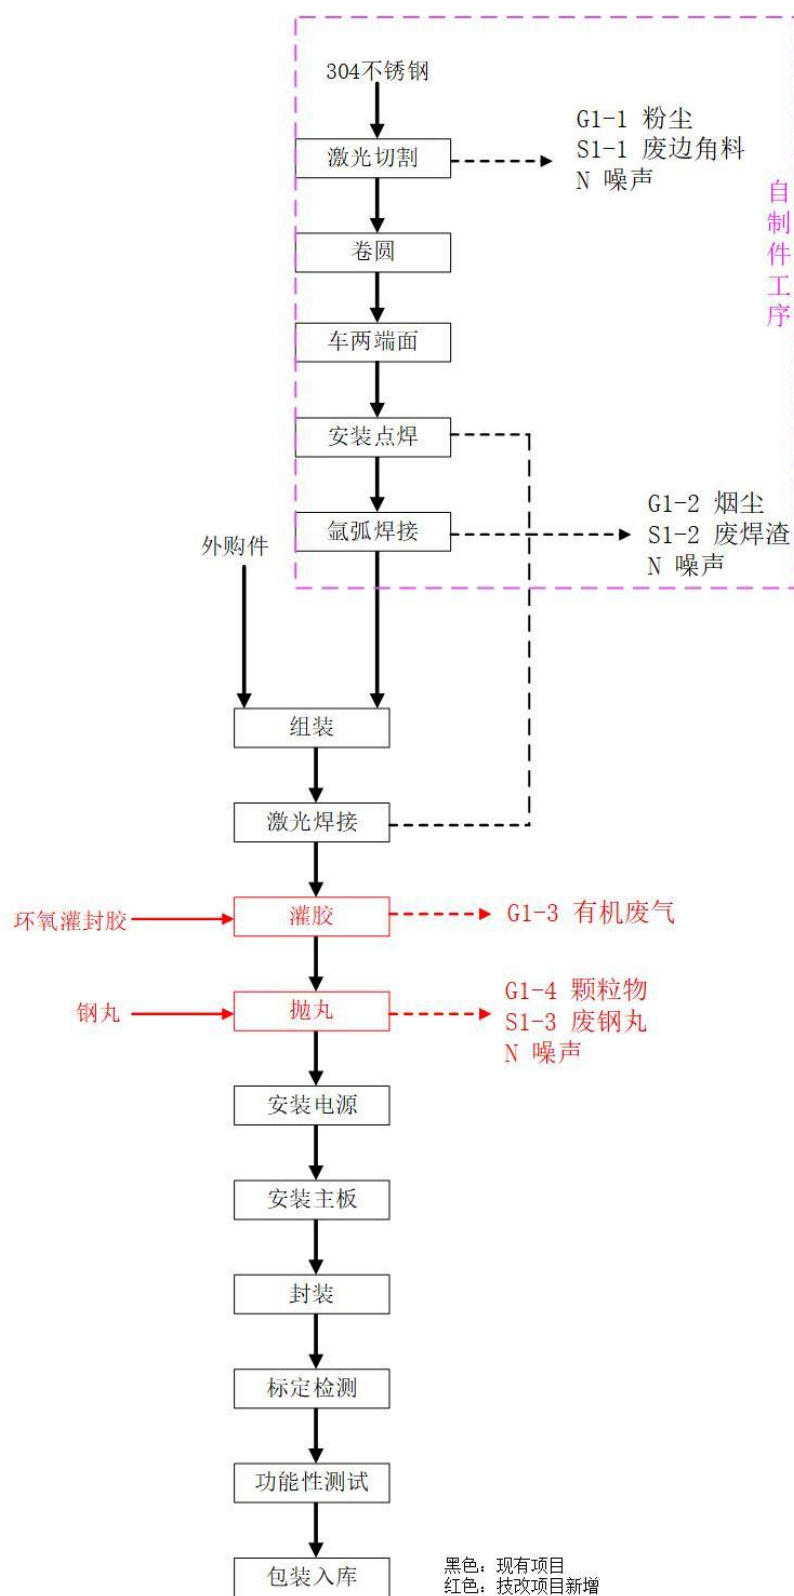 304不锈钢
激光切割
G1-1 粉尘
S1-1 废边角料
N 噪声
自制件工序
卷圆
车两端面
安装点焊
氩弧焊接
G1-2 烟尘
S1-2 废焊渣
N 噪声
外购件
组装
激光焊接
环氧灌封胶
灌胶
G1-3 有机废气
钢丸
抛丸
G1-4 颗粒物
S1-3 废钢丸
N 噪声
安装电源
安装主板
封装
标定检测
功能性测试
包装入库
黑色：现有项目
红色：技改项目新增